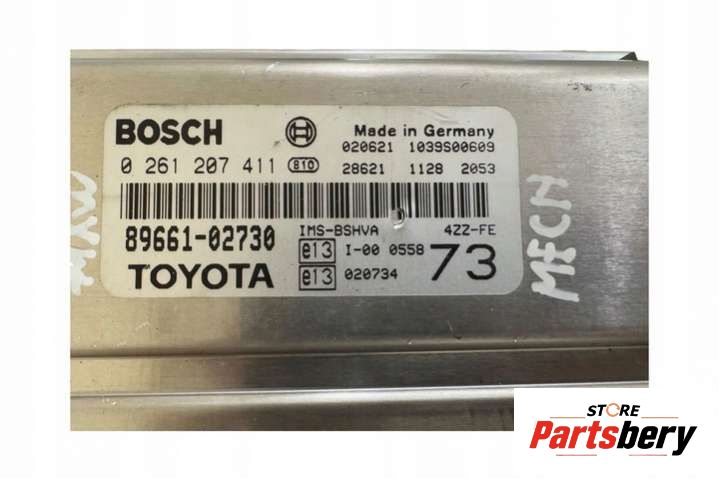 BOSCH
Made in Germany
020621 1039S00609
0 261 207 411 810
28621 1128 2053
IMS-BSHVA 4ZZ-FE
89661-02730
e13 I-00 0558
73
TOYOTA
e13 020734
MECH
STORE
Partsbery